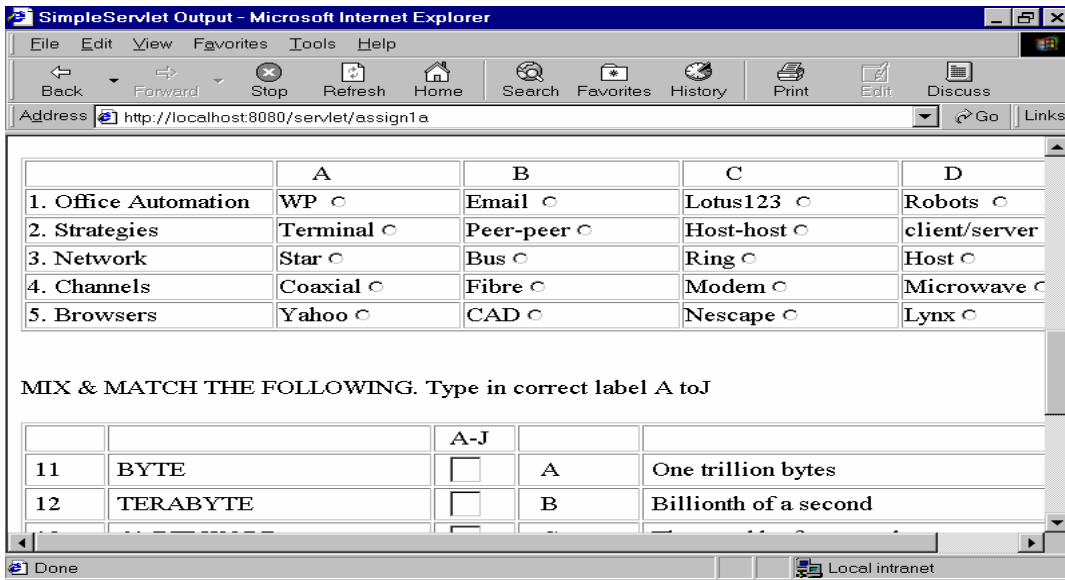 SimpleServlet Output - Microsoft Internet Explorer
File Edit View Favorites Tools Help
Back Forward Stop Refresh Home Search Favorites History Print Edit Discuss
Address http://localhost:8080/servlet/assign1a Go Links
A B C D
1. Office Automation WP Email Lotus123 Robots
2. Strategies Terminal Peer-peer Host-host client/server
3. Network Star Bus Ring Host
4. Channels Coaxial Fibre Modem Microwave
5. Browsers Yahoo CAD Nescape Lynx
MIX & MATCH THE FOLLOWING. Type in correct label A toJ
A-J
11 BYTE A One trillion bytes
12 TERABYTE B Billionth of a second
Done Local intranet